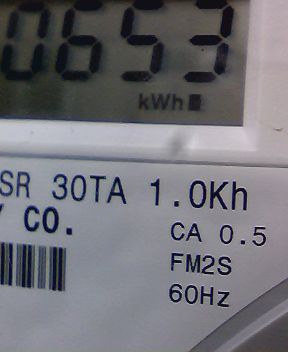 0653
kWh
SR 30TA 1.0Kh
Y CO.
CA 0.5
FM2S
60Hz